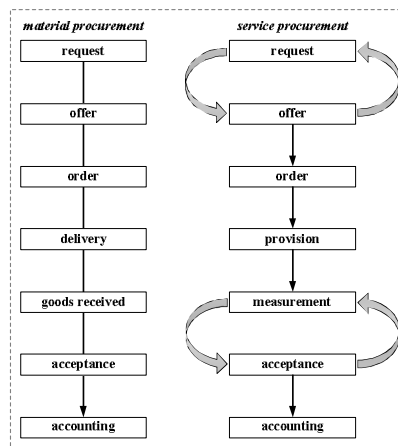 material procurement
request
offer
order
delivery
goods received
acceptance
accounting
service procurement
request
offer
order
provision
measurement
acceptance
accounting